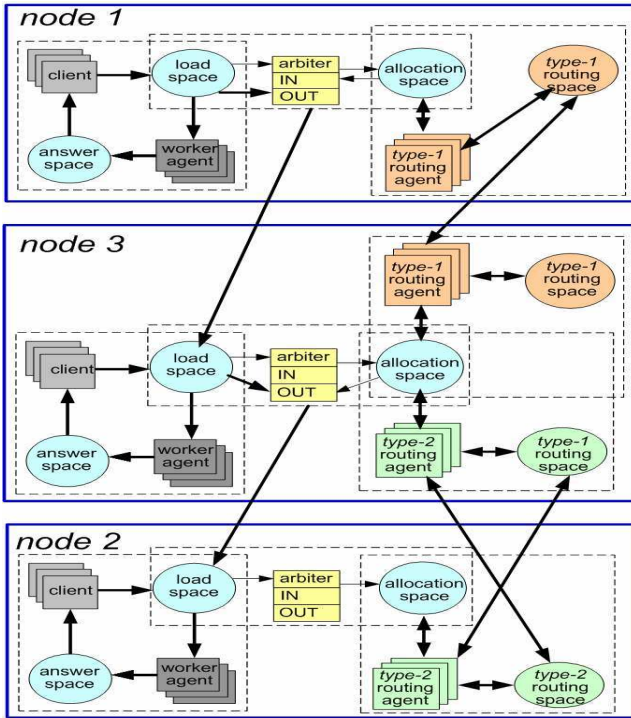 node 1
client
load
space
arbiter
IN
OUT
allocation
space
type-1
routing
space
answer
space
worker
agent
type-1
routing
agent
node 3
type-1
routing
agent
type-1
routing
space
client
load
space
arbiter
IN
OUT
allocation
space
answer
space
worker
agent
type-2
routing
agent
type-1
routing
space
node 2
client
load
space
arbiter
IN
OUT
allocation
space
answer
space
worker
agent
type-2
routing
agent
type-2
routing
space